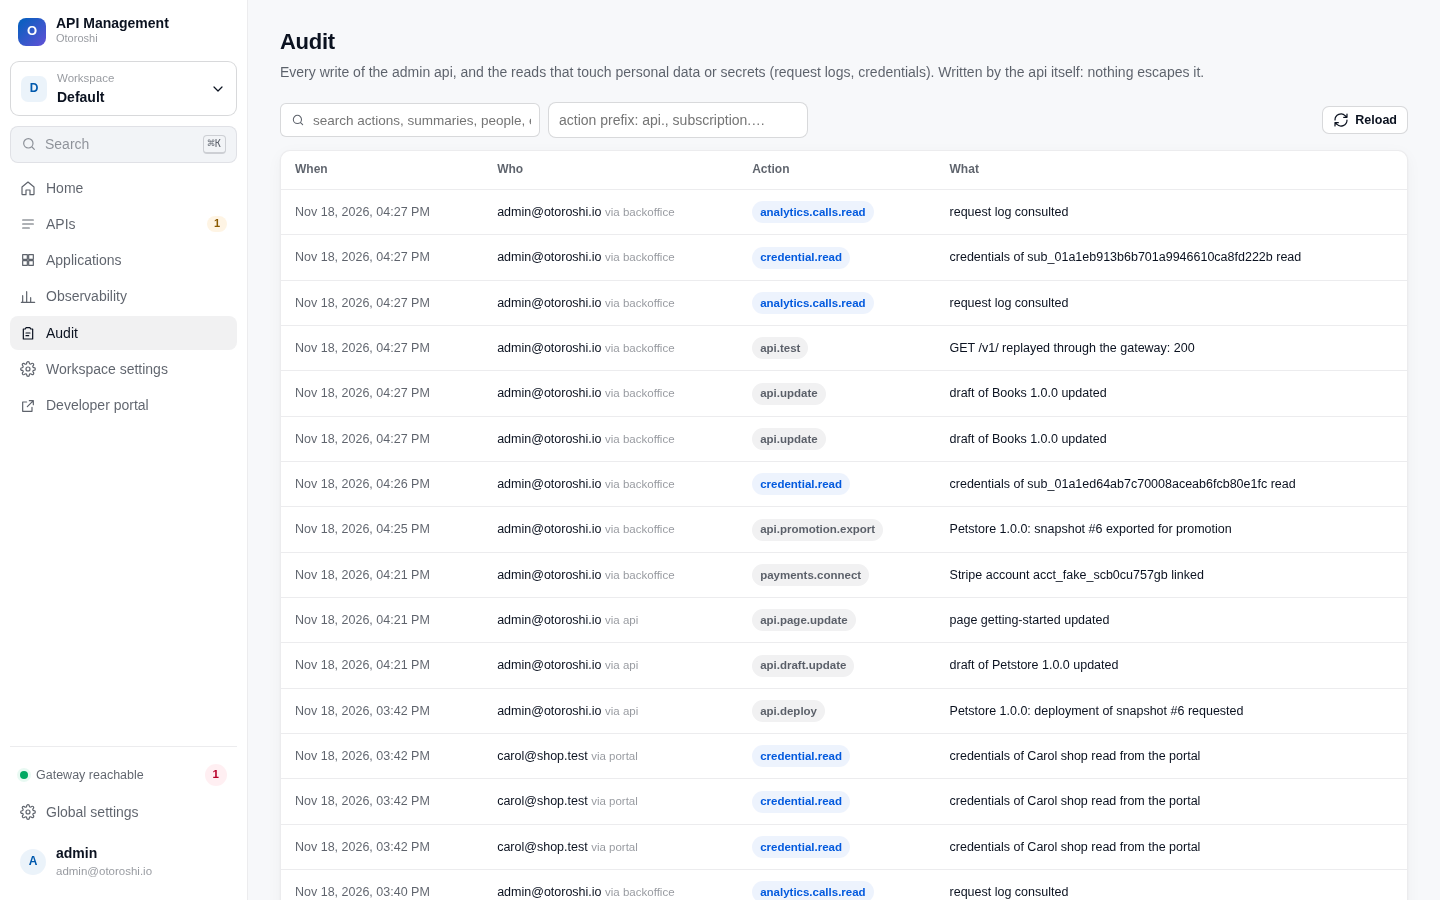 O
API Management
Otoroshi
D
Workspace
Default
Search
⌘K
Home
APIs
1
Applications
Observability
Audit
Workspace settings
Developer portal
Gateway reachable
1
Global settings
A
admin
admin@otoroshi.io
Audit
Every write of the admin api, and the reads that touch personal data or secrets (request logs, credentials). Written by the api itself: nothing escapes it.
search actions, summaries, people,
action prefix: api., subscription.…
Reload
When Who Action What
Nov 18, 2026, 04:27 PM admin@otoroshi.io via backoffice analytics.calls.read request log consulted
Nov 18, 2026, 04:27 PM admin@otoroshi.io via backoffice credential.read credentials of sub_01a1eb913b6b701a9946610ca8fd222b read
Nov 18, 2026, 04:27 PM admin@otoroshi.io via backoffice analytics.calls.read request log consulted
Nov 18, 2026, 04:27 PM admin@otoroshi.io via backoffice api.test GET /v1/ replayed through the gateway: 200
Nov 18, 2026, 04:27 PM admin@otoroshi.io via backoffice api.update draft of Books 1.0.0 updated
Nov 18, 2026, 04:27 PM admin@otoroshi.io via backoffice api.update draft of Books 1.0.0 updated
Nov 18, 2026, 04:26 PM admin@otoroshi.io via backoffice credential.read credentials of sub_01a1ed64ab7c70008aceab6fcb80e1fc read
Nov 18, 2026, 04:25 PM admin@otoroshi.io via backoffice api.promotion.export Petstore 1.0.0: snapshot #6 exported for promotion
Nov 18, 2026, 04:21 PM admin@otoroshi.io via backoffice payments.connect Stripe account acct_fake_scb0cu757gb linked
Nov 18, 2026, 04:21 PM admin@otoroshi.io via api api.page.update page getting-started updated
Nov 18, 2026, 04:21 PM admin@otoroshi.io via api api.draft.update draft of Petstore 1.0.0 updated
Nov 18, 2026, 03:42 PM admin@otoroshi.io via api api.deploy Petstore 1.0.0: deployment of snapshot #6 requested
Nov 18, 2026, 03:42 PM carol@shop.test via portal credential.read credentials of Carol shop read from the portal
Nov 18, 2026, 03:42 PM carol@shop.test via portal credential.read credentials of Carol shop read from the portal
Nov 18, 2026, 03:42 PM carol@shop.test via portal credential.read credentials of Carol shop read from the portal
Nov 18, 2026, 03:40 PM admin@otoroshi.io via backoffice analytics.calls.read request log consulted